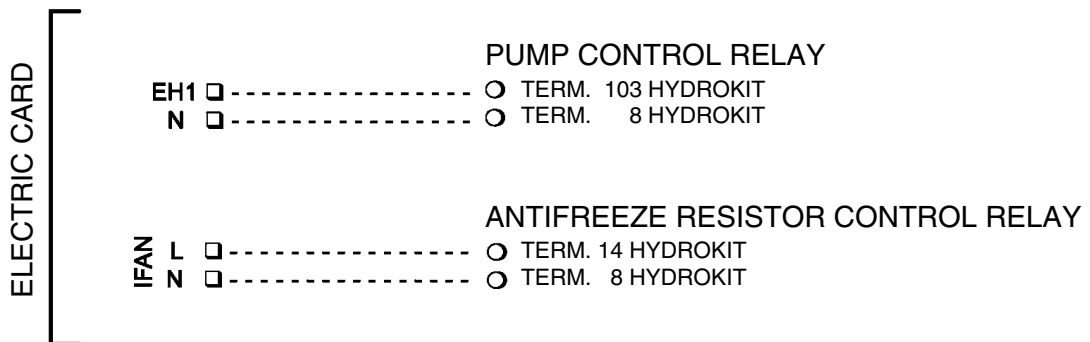 ELECTRIC CARD
PUMP CONTROL RELAY
EH1 TERM. 103 HYDROKIT
N TERM. 8 HYDROKIT
ANTIFREEZE RESISTOR CONTROL RELAY
IFAN
L TERM. 14 HYDROKIT
N TERM. 8 HYDROKIT